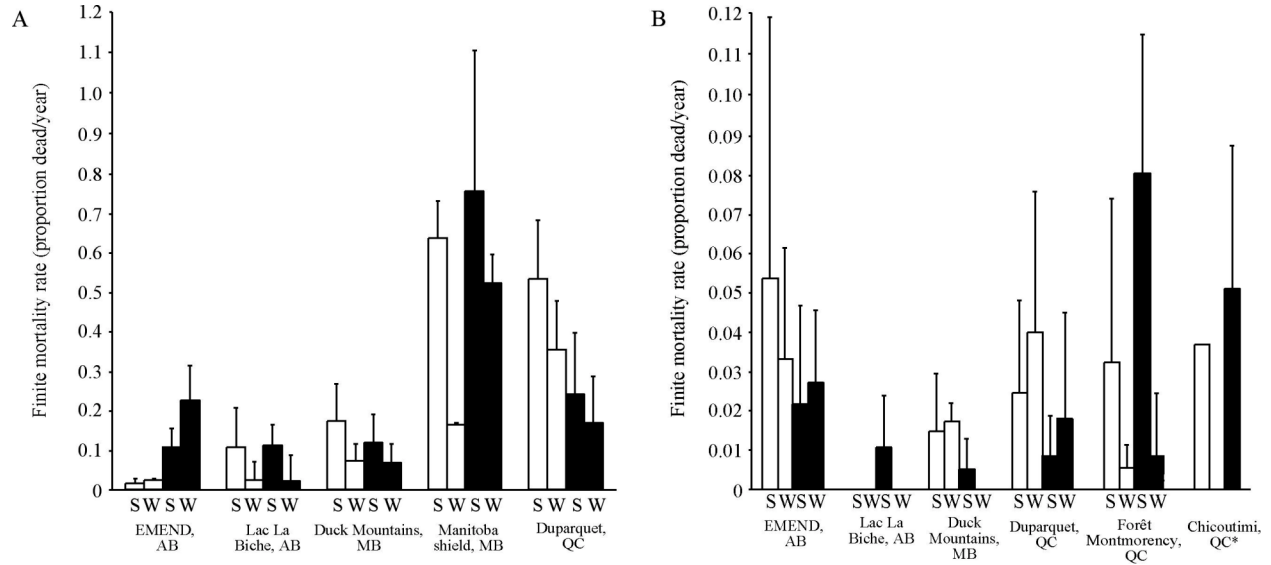 A
Finite mortality rate (proportion dead/year)
1.2
1.1
1.0
0.9
0.8
0.7
0.6
0.5
0.4
0.3
0.2
0.1
0
S W S W
S W S W
S W S W
S W S W
S W S W
EMEND,
AB
Lac La
Biche, AB
Duck Mountains,
MB
Manitoba
shield, MB
Duparquet,
QC
B
Finite mortality rate (proportion dead/year)
0.12
0.11
0.10
0.09
0.08
0.07
0.06
0.05
0.04
0.03
0.02
0.01
0
S W S W
S W S W
S W S W
S W S W
S W S W
S W S W
EMEND,
AB
Lac La
Biche, AB
Duck
Mountains,
MB
Duparquet,
QC
Forêt
Montmorency,
QC
Chicoutimi,
QC*